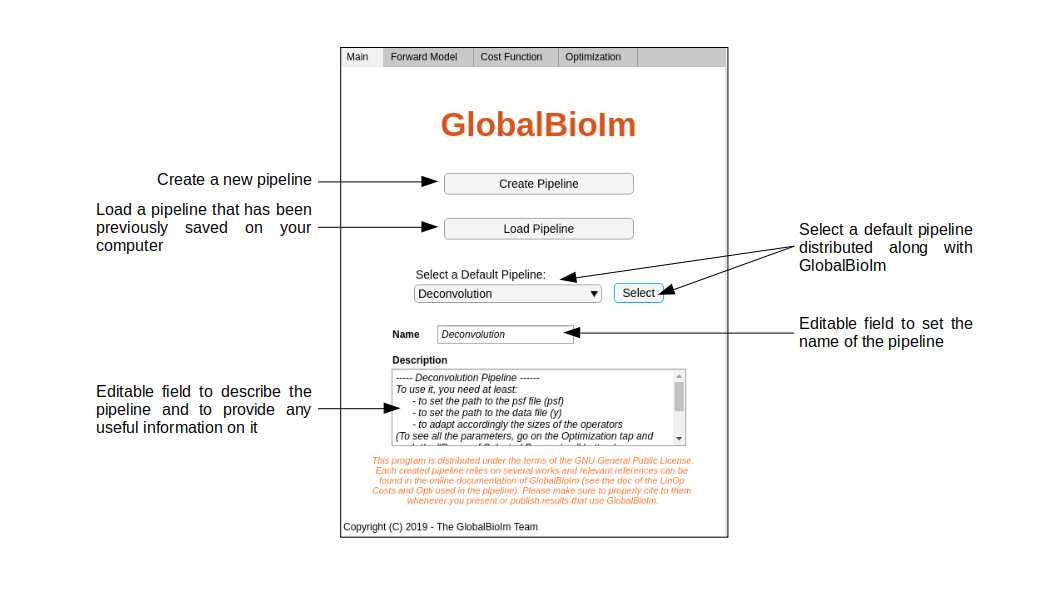 Main Forward Model Cost Function Optimization
GlobalBioIm
Create a new pipeline
Create Pipeline
Load a pipeline that has been
previously saved on your
computer
Load Pipeline
Select a default pipeline
distributed along with
GlobalBioIm
Select a Default Pipeline:
Deconvolution
Select
Name
Deconvolution
Editable field to set the
name of the pipeline
Description
Editable field to describe the
pipeline and to provide any
useful information on it
----- Deconvolution Pipeline ------
To use it, you need at least:
- to set the path to the psf file (psf)
- to set the path to the data file (y)
- to adapt accordingly the sizes of the operators
(To see all the parameters, go on the Optimization tap and
This program is distributed under the terms of the GNU General Public License.
Each created pipeline relies on several works and relevant references can be
found in the online documentation of GlobalBioIm (see the doc of the LinOp
Costs and Opti used in the pipeline). Please make sure to properly cite to them
whenever you present or publish results that use GlobalBioIm.
Copyright (C) 2019 - The GlobalBioIm Team